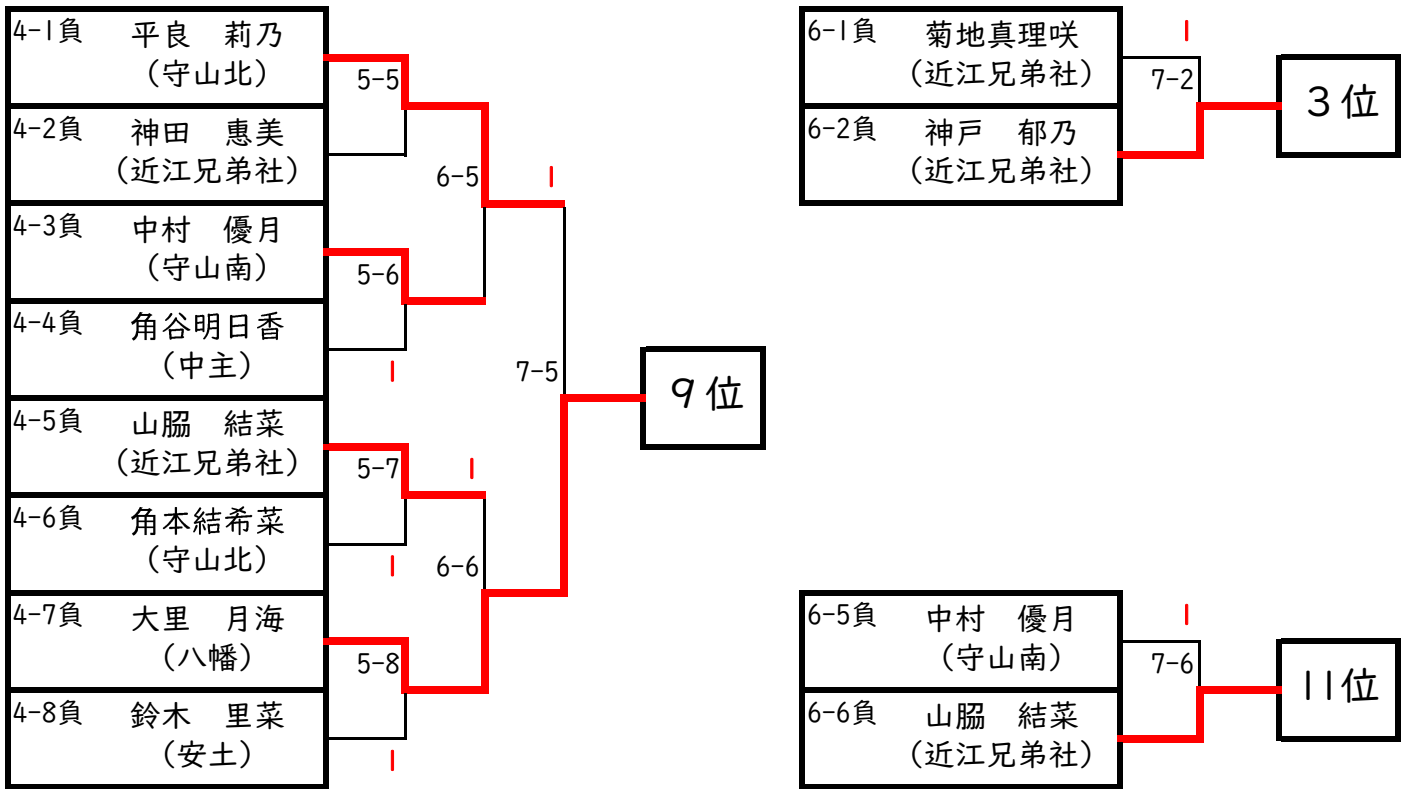 4-1負 平良 莉乃
(守山北)
4-2負 神田 惠美
(近江兄弟社)
4-3負 中村 優月
(守山南)
4-4負 角谷明日香
(中主)
4-5負 山脇 結菜
(近江兄弟社)
4-6負 角本結希菜
(守山北)
4-7負 大里 月海
(八幡)
4-8負 鈴木 里菜
(安土)
5-5
5-6
1
5-7
1
5-8
1
6-5
1
6-6
1
7-5
9位
6-1負 菊地真理咲
(近江兄弟社)
6-2負 神戸 郁乃
(近江兄弟社)
1
7-2
3位
6-5負 中村 優月
(守山南)
6-6負 山脇 結菜
(近江兄弟社)
1
7-6
11位